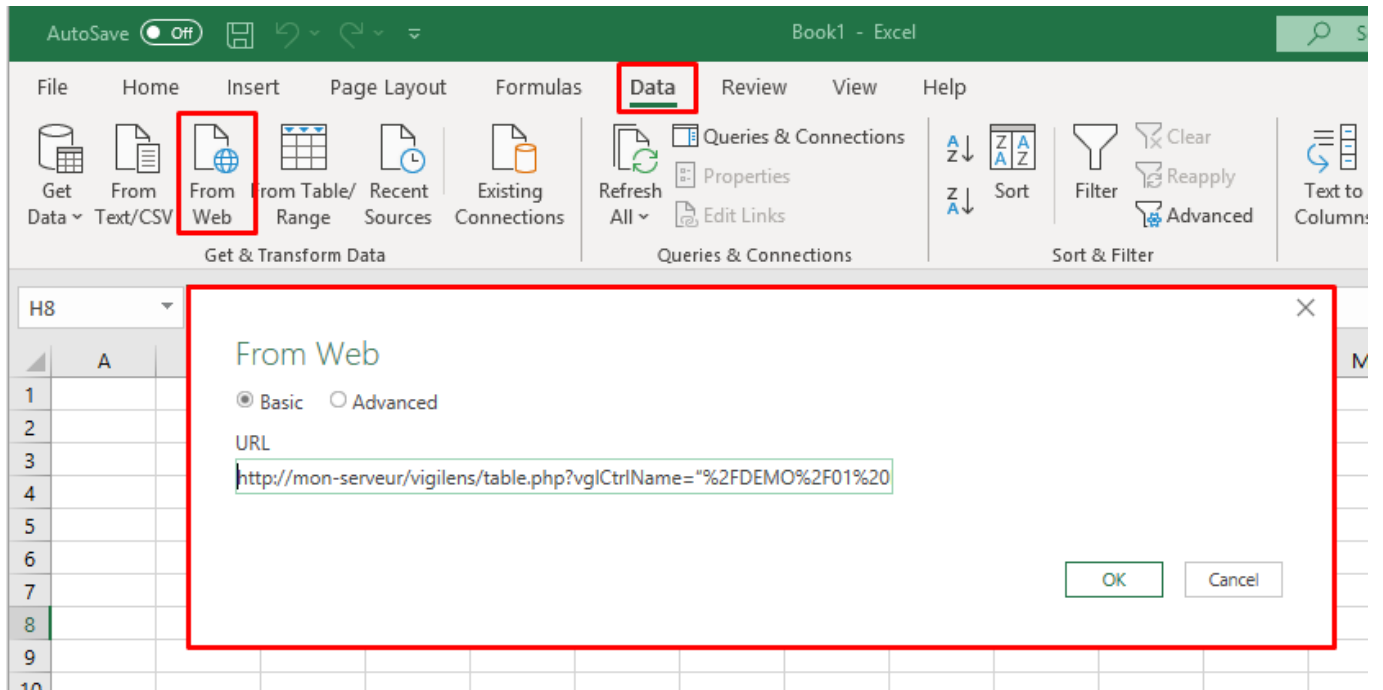 AutoSave Off Book1 - Excel
File Home Insert Page Layout Formulas Data Review View Help
Get Data From Text/CSV From Web From Table/ Range Recent Sources Existing Connections
Refresh All Queries & Connections
Properties
Edit Links
A Z
Z A
Z A A Z Sort
Filter Clear
Reapply
Advanced
Text to Columns
Get & Transform Data Queries & Connections Sort & Filter
H8
From Web
A M
Basic Advanced
1
2
URL
3
http://mon-serveur/vigilens/table.php?vglCtrlName="%2FDEMO%2F01%20
4
5
6
7
OK Cancel
8
9
10